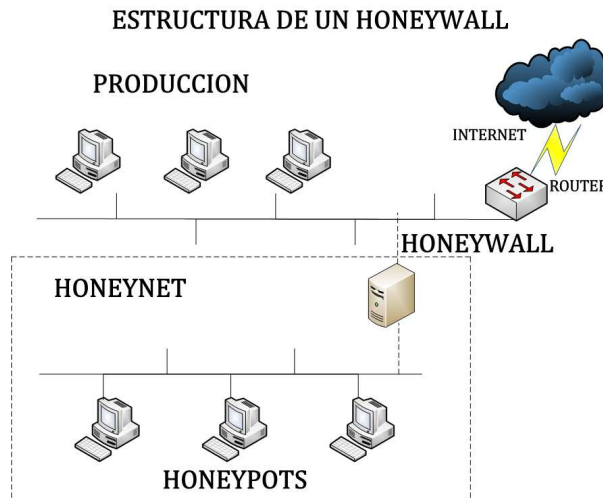 ESTRUCTURA DE UN HONEYWALL
PRODUCCION
INTERNET
ROUTER
HONEYWALL
HONEYNET
HONEYPOTS